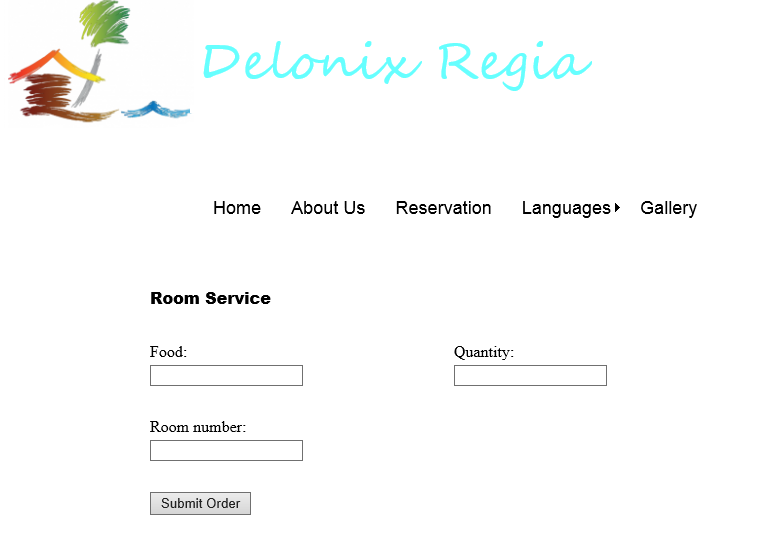 Delonix Regia
Home About Us Reservation Languages Gallery
Room Service
Food: Quantity:
Room number:
Submit Order